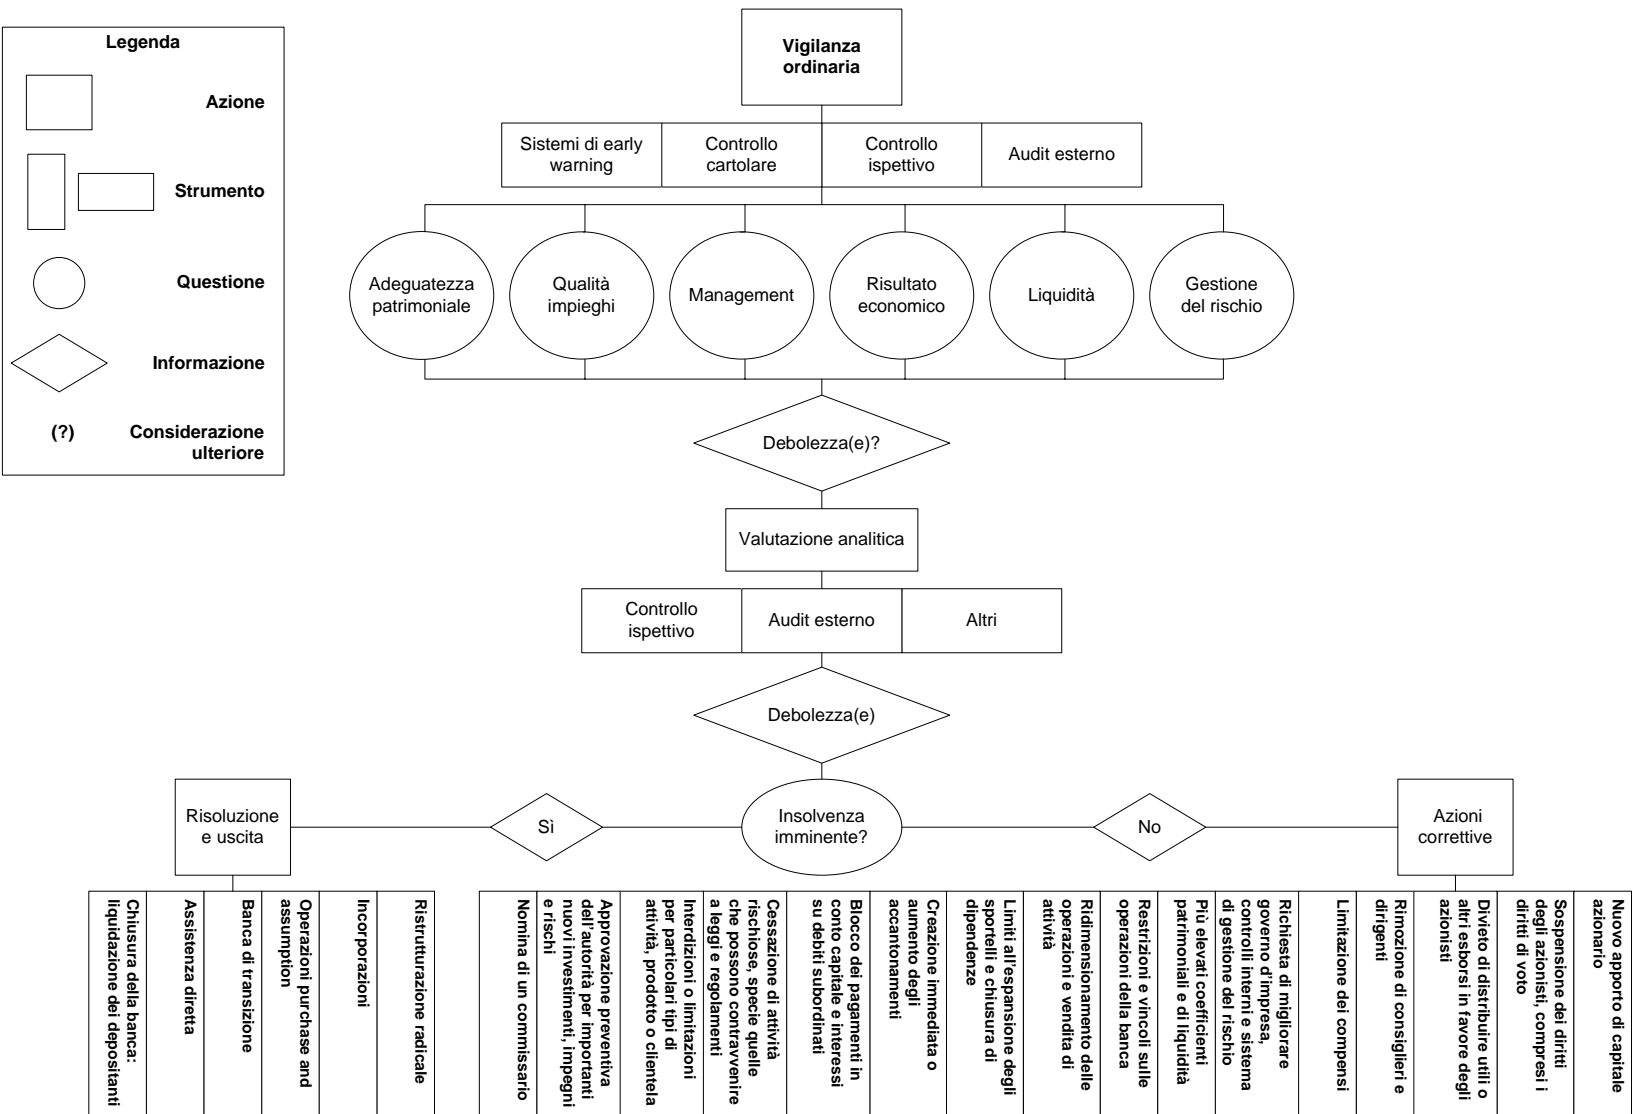 Legenda
Azione
Strumento
Questione
Informazione
(?)
Considerazione
ulteriore
Vigilanza
ordinaria
Sistemi di early
warning
Controllo
cartolare
Controllo
ispettivo
Audit esterno
Adeguatezza
patrimoniale
Qualità
impieghi
Management
Risultato
economico
Liquidità
Gestione
del rischio
Debolezza(e)?
Valutazione analitica
Controllo
ispettivo
Audit esterno
Altri
Debolezza(e)
Risoluzione
e uscita
Sì
Insolvenza
imminente?
No
Azioni
correttive
Chiusura della banca:
liquidazione dei depositanti
Assistenza diretta
Banca di transizione
Operazioni purchase and
assumption
Incorporazioni
Ristrutturazione radicale
Nomina di un commissario
Approvazione preventiva
dell'autorità per importanti
nuovi investimenti, impegni
e rischi
Interdizioni o limitazioni
per particolari tipi di
attività, prodotto o clientela
Cessazione di attività
rischiose, specie quelle
che possono contravvenire
a leggi e regolamenti
Blocco dei pagamenti in
conto capitale e interessi
su debiti subordinati
Creazione immediata o
aumento degli
accantonamenti
Limiti all'espansione degli
sportelli e chiusura di
dipendenze
Ridimensionamento delle
operazioni e vendita di
attività
Restrizioni e vincoli sulle
operazioni della banca
Più elevati coefficienti
patrimoniali e di liquidità
Richiesta di migliorare
governo d'impresa,
controlli interni e sistema
di gestione del rischio
Limitazione dei compensi
Rimozione di consiglieri e
dirigenti
Divieto di distribuire utili o
altri esborsi in favore degli
azionisti
Sospensione dei diritti
degli azionisti, compresi i
diritti di voto
Nuovo apporto di capitale
azionario